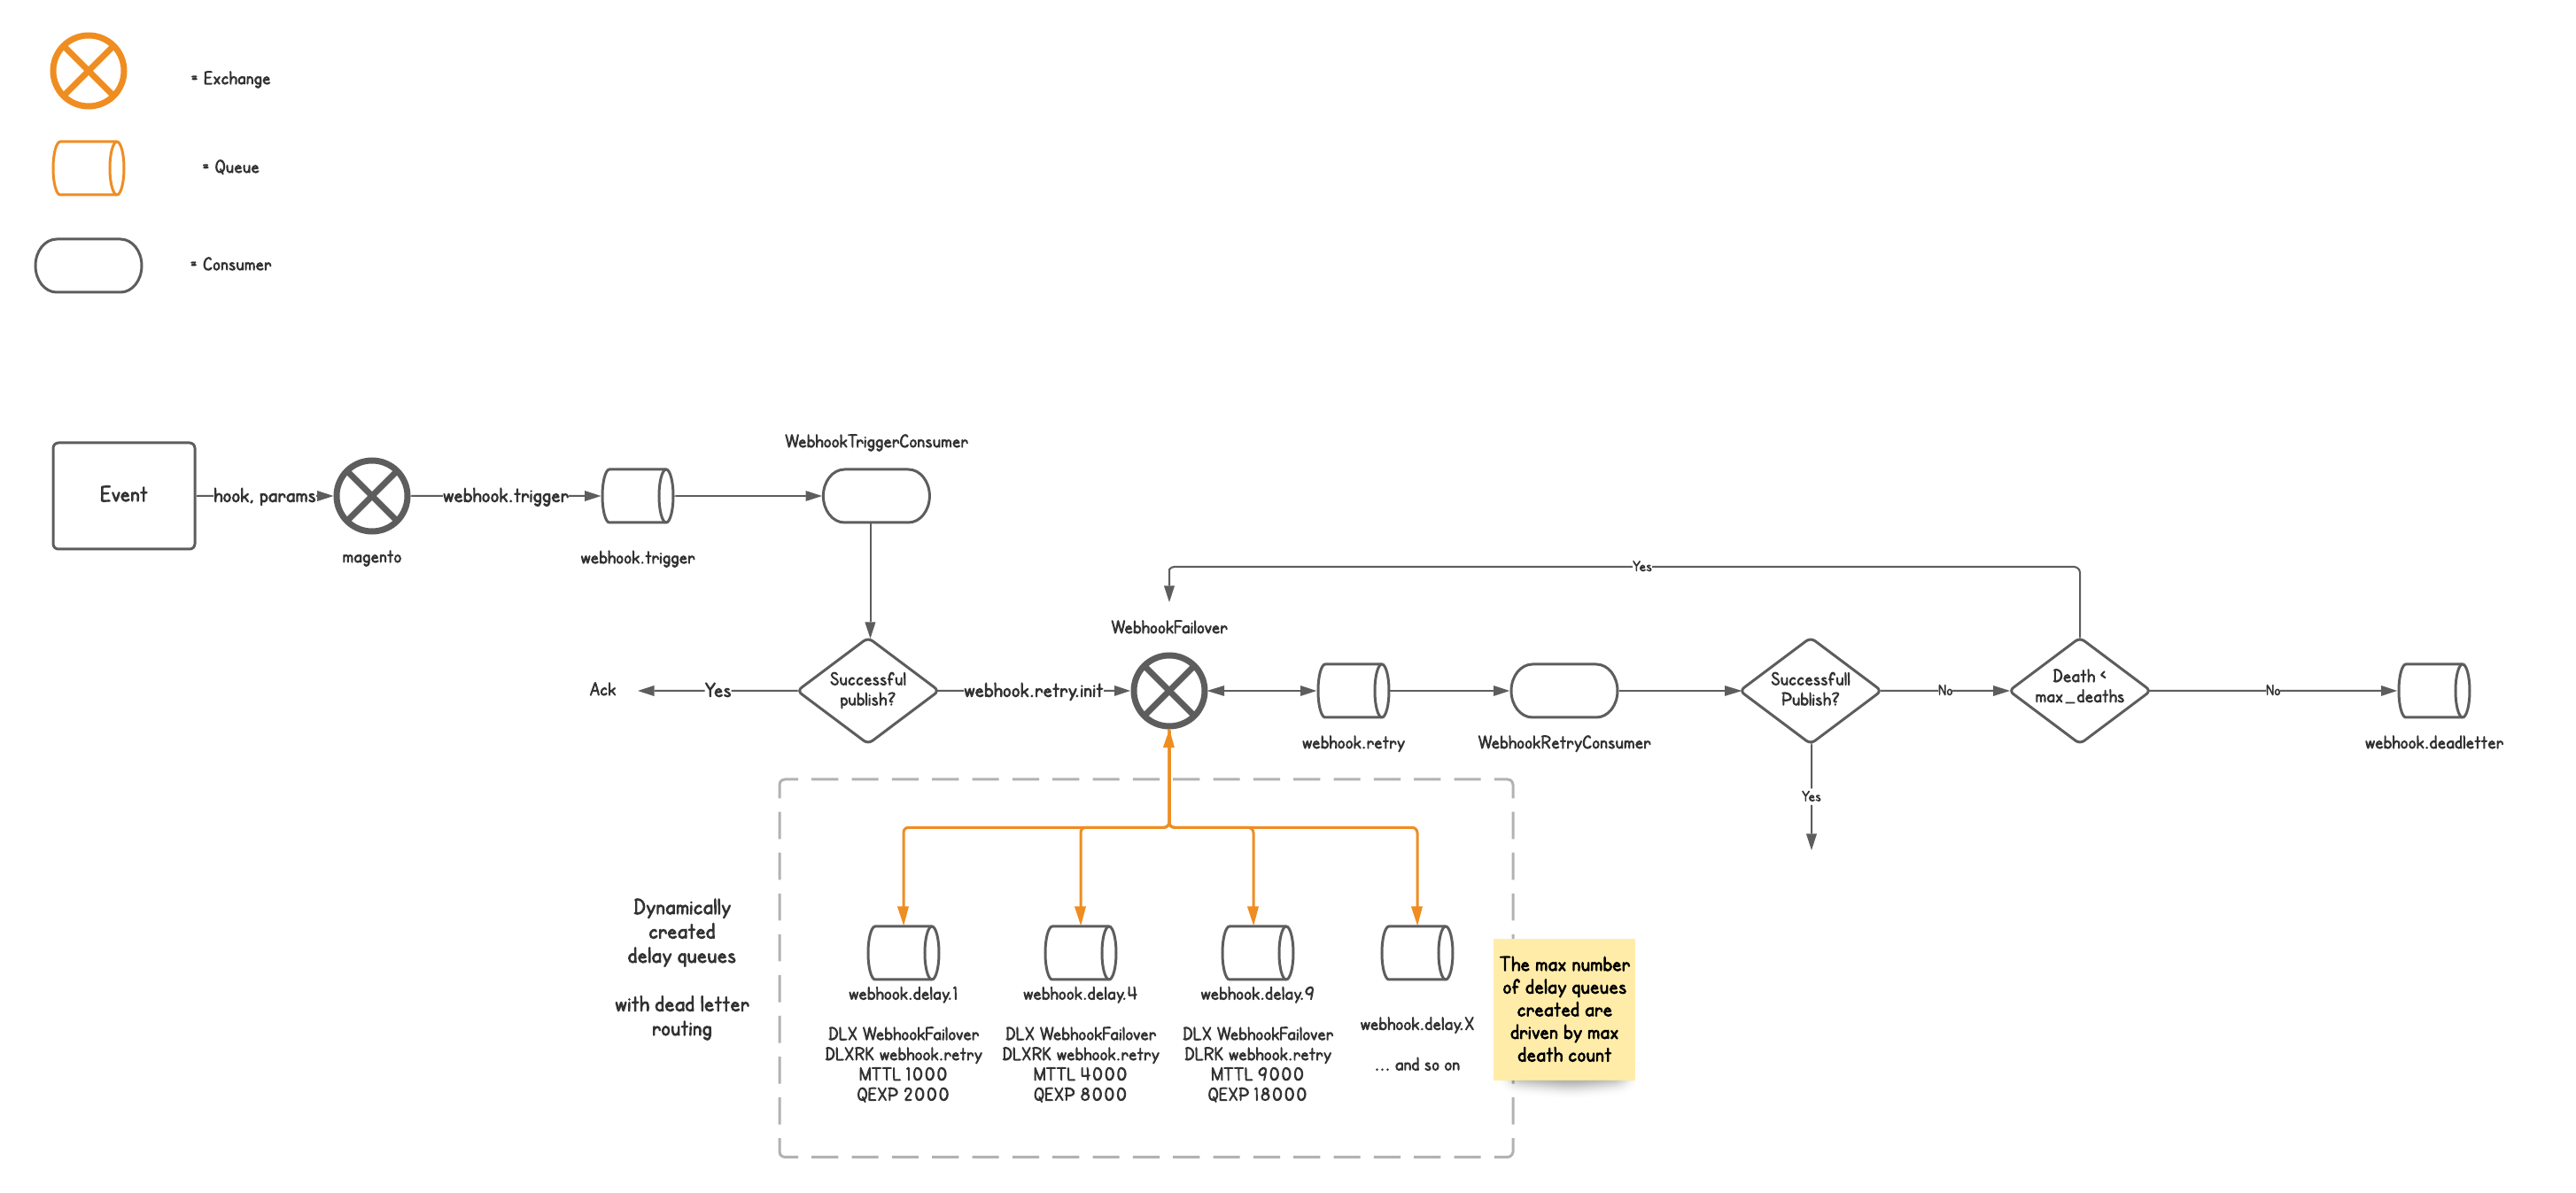 = Exchange
= Queue
= Consumer
WebhookTriggerConsumer
Event
hook, params
webhook.trigger
magento
webhook.trigger
Yes
WebhookFailover
Ack
Yes
Successful
publish?
webhook.retry.init
Successfull
Publish?
No
Death <
max_deaths
No
webhook.retry
WebhookRetryConsumer
webhook.deadletter
Yes
Dynamically
created
delay queues
with dead letter
routing
webhook.delay.1
DLX WebhookFailover
DLXRK webhook.retry
MTTL 1000
QEXP 2000
webhook.delay.4
DLX WebhookFailover
DLXRK webhook.retry
MTTL 4000
QEXP 8000
webhook.delay.9
DLX WebhookFailover
DLRK webhook.retry
MTTL 9000
QEXP 18000
webhook.delay.X
... and so on
The max number
of delay queues
created are
driven by max
death count